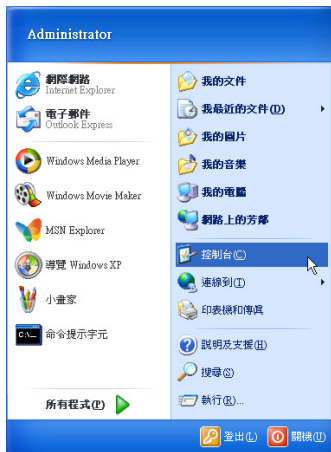 Administrator
網際網路
Internet Explorer
電子郵件
Outlook Express
Windows Media Player
Windows Movie Maker
MSN Explorer
導覽 Windows XP
小畫家
C:\_
命令提示字元
所有程式(P)
我的文件
我最近的文件(D)
我的圖片
我的音樂
我的電腦
網路上的芳鄰
控制台(C)
連線到(T)
印表機和傳真
說明及支援(H)
搜尋(S)
執行(R)...
登出(L)
關機(U)